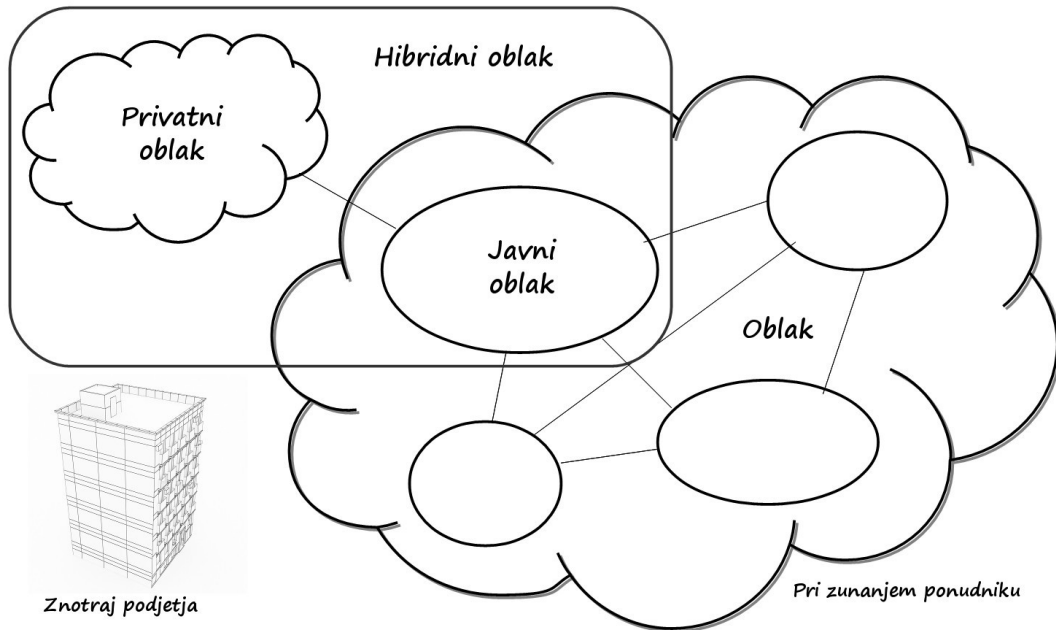 Hibridni oblak
Privatni
oblak
Javni
oblak
Oblak
Znotraj podjetja
Pri zunanjem ponudniku